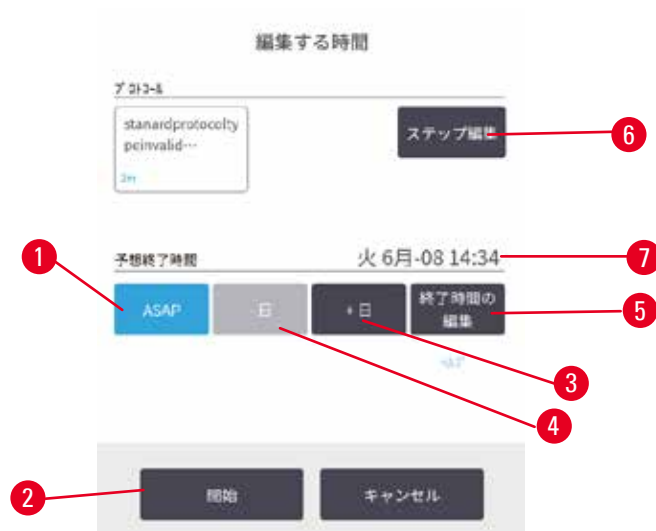 編集する時間
プロトコール
stanardprotocolty
peinvalid…
ステップ編集
6
2m
1
予想終了時間
火 6月-08 14:34
7
ASAP
日
+ 日
終了時間の
編集
5
3
4
2
開始
キャンセル